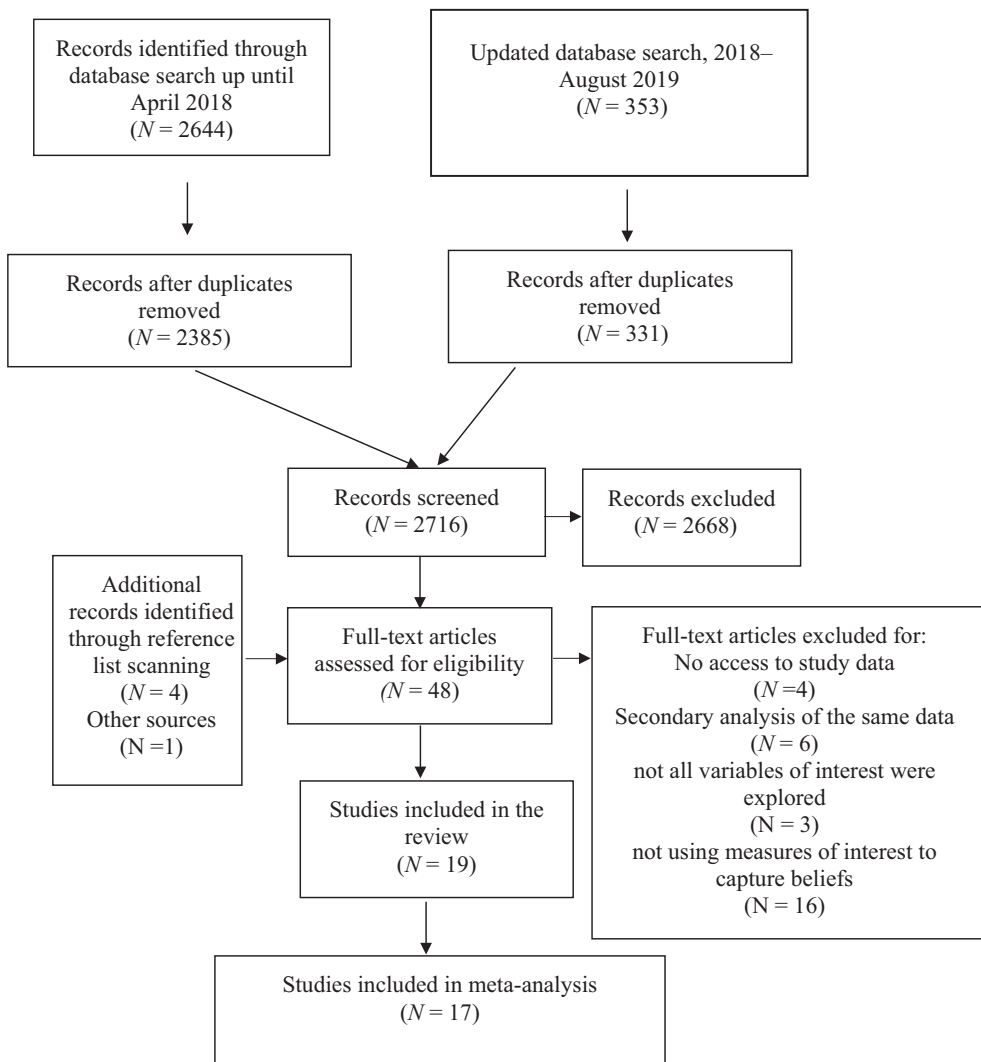 Records identified through
database search up until
April 2018
(N = 2644)
Updated database search, 2018–
August 2019
(N = 353)
Records after duplicates
removed
(N = 2385)
Records after duplicates
removed
(N = 331)
Records screened
(N = 2716)
Records excluded
(N = 2668)
Additional
records identified
through reference
list scanning
(N = 4)
Other sources
(N =1)
Full-text articles
assessed for eligibility
(N = 48)
Full-text articles excluded for:
No access to study data
(N =4)
Secondary analysis of the same data
(N = 6)
not all variables of interest were
explored
(N = 3)
not using measures of interest to
capture beliefs
(N = 16)
Studies included in the
review
(N = 19)
Studies included in meta-analysis
(N = 17)